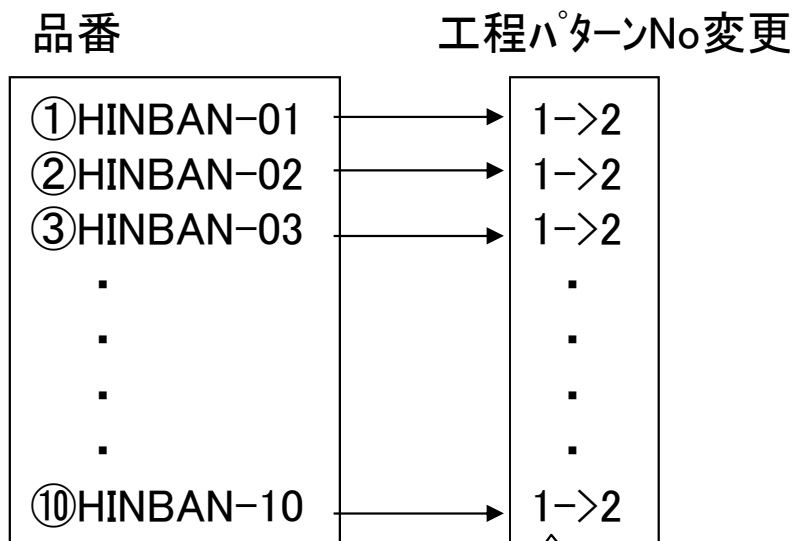 品番 工程ﾊﾟﾀｰﾝNo変更
①HINBAN-01 1->2
②HINBAN-02 1->2
③HINBAN-03 1->2
・ ・
・ ・
・ ・
・ ・
⑩HINBAN-10 1->2